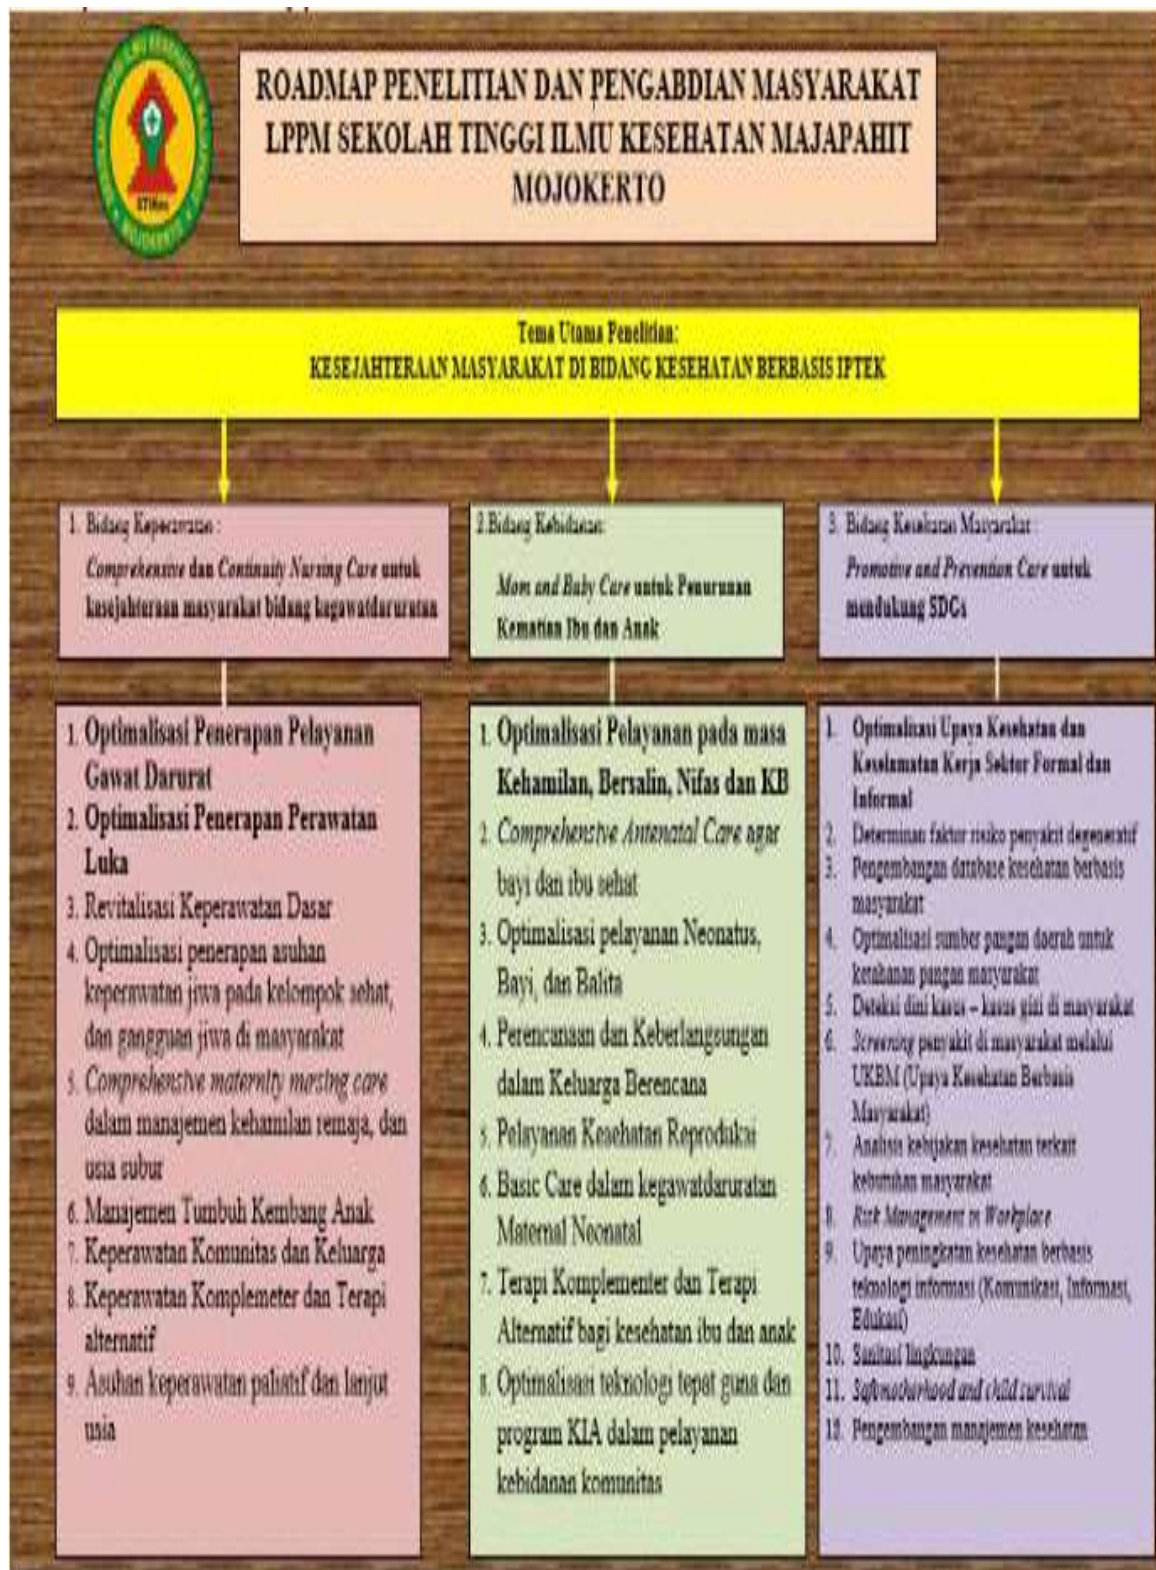 ROADMAP PENELITIAN DAN PENGABDIAN MASYARAKAT
LPPM SEKOLAH TINGGI ILMU KESEHATAN MAJAPAHIT
MOJOKERTO
STIKes
MOJOKERTO
Tema Utama Penelitian:
KESEJAHTERAAN MASYARAKAT DI BIDANG KESEHATAN BERBASIS IPTEK
1. Bidang Keperawatan :
Comprehensive dan Continuity Nursing Care untuk
kesejahteraan masyarakat bidang kegawatdaruratan
1. Optimalisasi Penerapan Pelayanan
Gawat Darurat
2. Optimalisasi Penerapan Perawatan
Luka
3. Revitalisasi Keperawatan Dasar
4. Optimalisasi penerapan asuhan
keperawatan jiwa pada kelompok sehat,
dan gangguan jiwa di masyarakat
5. Comprehensive maternity nursing care
dalam manajemen kehamilan remaja, dan
usia subur
6. Manajemen Tumbuh Kembang Anak
7. Keperawatan Komunitas dan Keluarga
8. Keperawatan Komplemeter dan Terapi
alternatif
9. Asuhan keperawatan paliatif dan lanjut
usia
2.Bidang Kebidanan:
Mom and Baby Care untuk Penurunan
Kematian Ibu dan Anak
1. Optimalisasi Pelayanan pada masa
Kehamilan, Bersalin, Nifas dan KB
2. Comprehensive Antenatal Care agar
bayi dan ibu sehat
3. Optimalisasi pelayanan Neonatus,
Bayi, dan Balita
4. Perencanaan dan Keberlangsungan
dalam Keluarga Berencana
5. Pelayanan Kesehatan Reproduksi
6. Basic Care dalam kegawatdaruratan
Maternal Neonatal
7. Terapi Komplementer dan Terapi
Alternatif bagi kesehatan ibu dan anak
8. Optimalisasi teknologi tepat guna dan
program KIA dalam pelayanan
kebidanan komunitas
3. Bidang Kesehatan Masyarakat :
Promotive and Prevention Care untuk
mendukung SDGs
1. Optimalisasi Upaya Kesehatan dan
Keselamatan Kerja Sektor Formal dan
Informal
2. Determinan faktor risiko penyakit degeneratif
3. Pengembangan database kesehatan berbasis
masyarakat
4. Optimalisasi sumber pangan daerah untuk
ketahanan pangan masyarakat
5. Deteksi dini kasus – kasus gizi di masyarakat
6. Screening penyakit di masyarakat melalui
UKBM (Upaya Kesehatan Berbasis
Masyarakat)
7. Analisis kebijakan kesehatan terkait
kebutuhan masyarakat
8. Risk Management in Workplace
9. Upaya peningkatan kesehatan berbasis
teknologi informasi (Komunikasi, Informasi,
Edukasi)
10. Sanitasi lingkungan
11. Safemotherhood and child survival
12. Pengembangan manajemen kesehatan